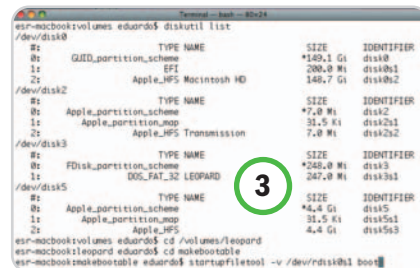 Terminal — bash — 80×24
esr-macbook:volumes eduardo$ diskutil list
/dev/disk0
#: TYPE NAME SIZE IDENTIFIER
0: GUID_partition_scheme *149.1 Gi disk0
1: EFI 200.0 Mi disk0s1
2: Apple_HFS Macintosh HD 148.7 Gi disk0s2
/dev/disk2
#: TYPE NAME SIZE IDENTIFIER
0: Apple_partition_scheme *7.0 Mi disk2
1: Apple_partition_map 31.5 Ki disk2s1
2: Apple_HFS Transmission 7.0 Mi disk2s2
/dev/disk3
#: TYPE NAME SIZE IDENTIFIER
0: FDisk_partition_scheme *248.0 Mi disk3
1: DOS_FAT_32 LEOPARD 247.0 Mi disk3s1
/dev/disk5
#: TYPE NAME SIZE IDENTIFIER
0: Apple_partition_scheme *4.4 Gi disk5
1: Apple_partition_map 31.5 Ki disk5s1
2: Apple_HFS 4.4 Gi disk5s3
esr-macbook:volumes eduardo$ cd /volumes/leopard
esr-macbook:leopard eduardo$ cd makebootable
esr-macbook:makebootable eduardo$ startupfiletool -v /dev/rdisk0s1 boot
3